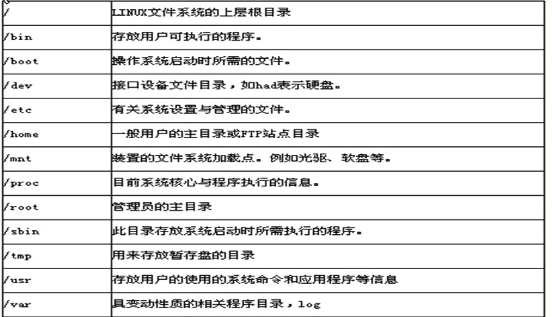 / LINUX文件系统的上层根目录
/bin 存放用户可执行的程序。
/boot 操作系统启动时所需的文件。
/dev 接口设备文件目录，如had表示硬盘。
/etc 有关系统设置与管理的文件。
/home 一般用户的主目录或FTP站点目录
/mnt 装置的文件系统加载点。例如光驱、软盘等。
/proc 目前系统核心与程序执行的信息。
/root 管理员的主目录
/sbin 此目录存放系统启动时所需执行的程序。
/tmp 用来存放暂存盘的目录
/usr 存放用户的使用的系统命令和应用程序等信息
/var 具变动性质的相关程序目录，log